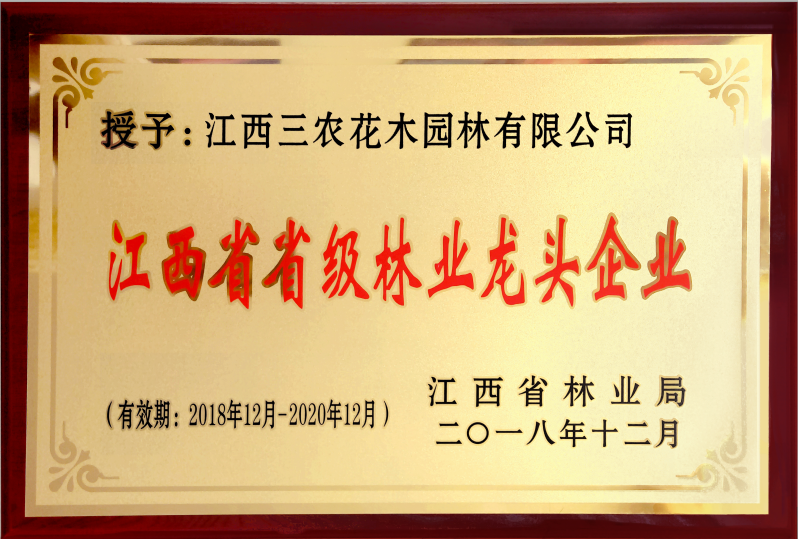 授予：江西三农花木园林有限公司
江西省省级林业龙头企业
（有效期：2018年12月-2020年12月）
江西省林业局
二〇一八年十二月